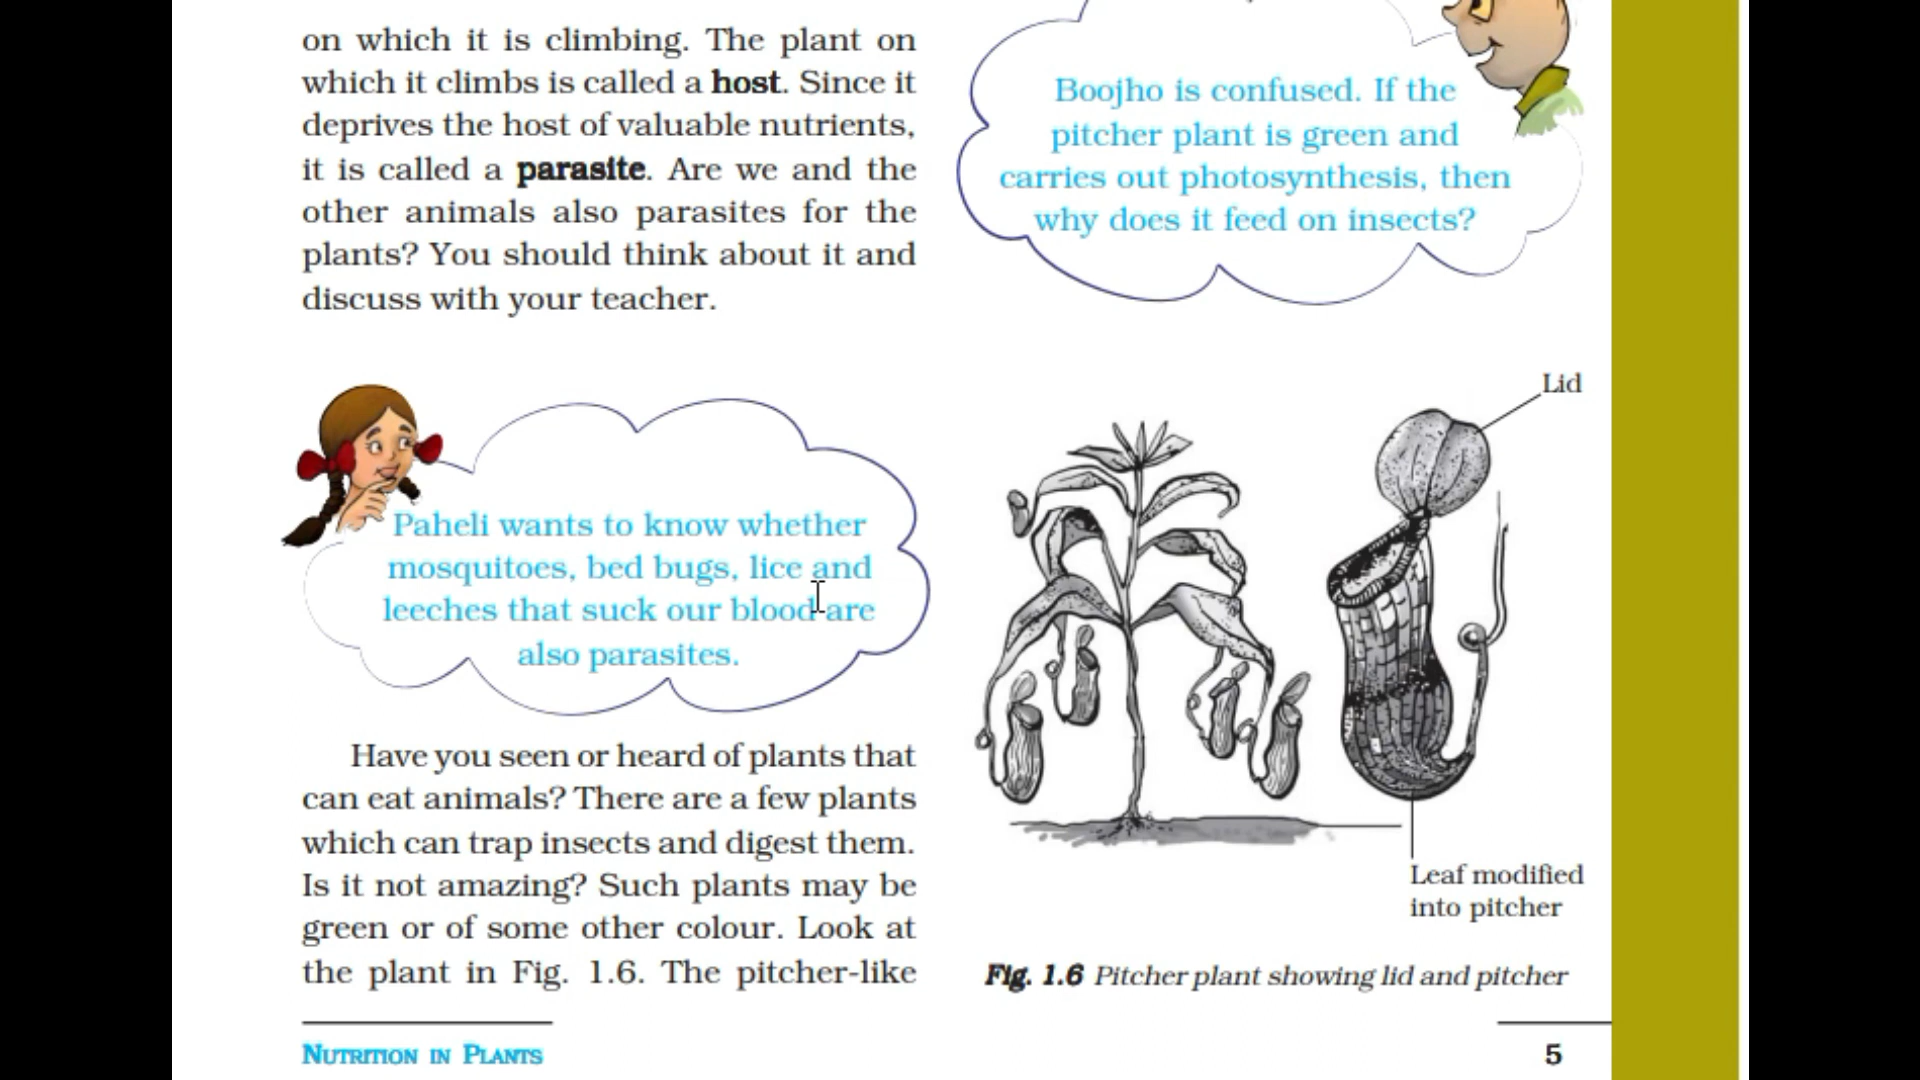 on which it is climbing. The plant on
which it climbs is called a host. Since it
deprives the host of valuable nutrients,
it is called a parasite. Are we and the
other animals also parasites for the
plants? You should think about it and
discuss with your teacher.
Paheli wants to know whether
mosquitoes, bed bugs, lice and
leeches that suck our blood are
also parasites.
Have you seen or heard of plants that
can eat animals? There are a few plants
which can trap insects and digest them.
Is it not amazing? Such plants may be
green or of some other colour. Look at
the plant in Fig. 1.6. The pitcher-like
Boojho is confused. If the
pitcher plant is green and
carries out photosynthesis, then
why does it feed on insects?
Lid
Leaf modified
into pitcher
Fig. 1.6 Pitcher plant showing lid and pitcher
NUTRITION IN PLANTS
5